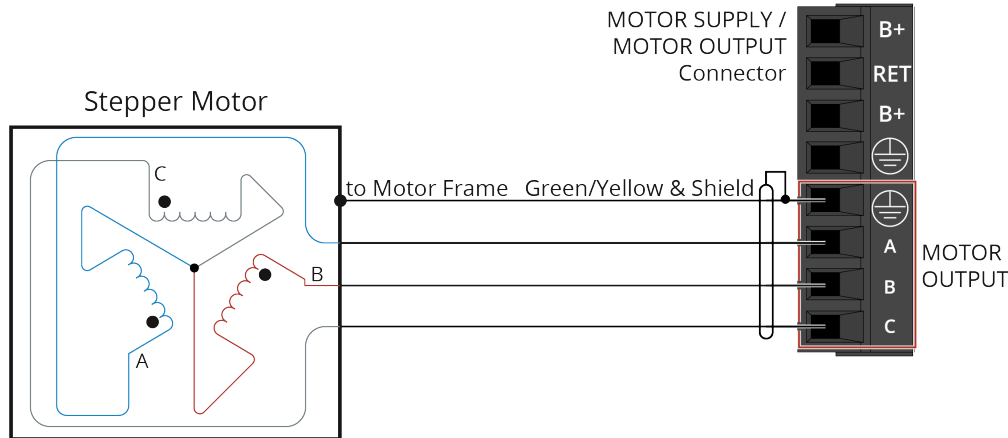 MOTOR SUPPLY /
MOTOR OUTPUT
Connector
B+
RET
B+
Stepper Motor
C
to Motor Frame
Green/Yellow & Shield
A
B
B
A
C
MOTOR
OUTPUT